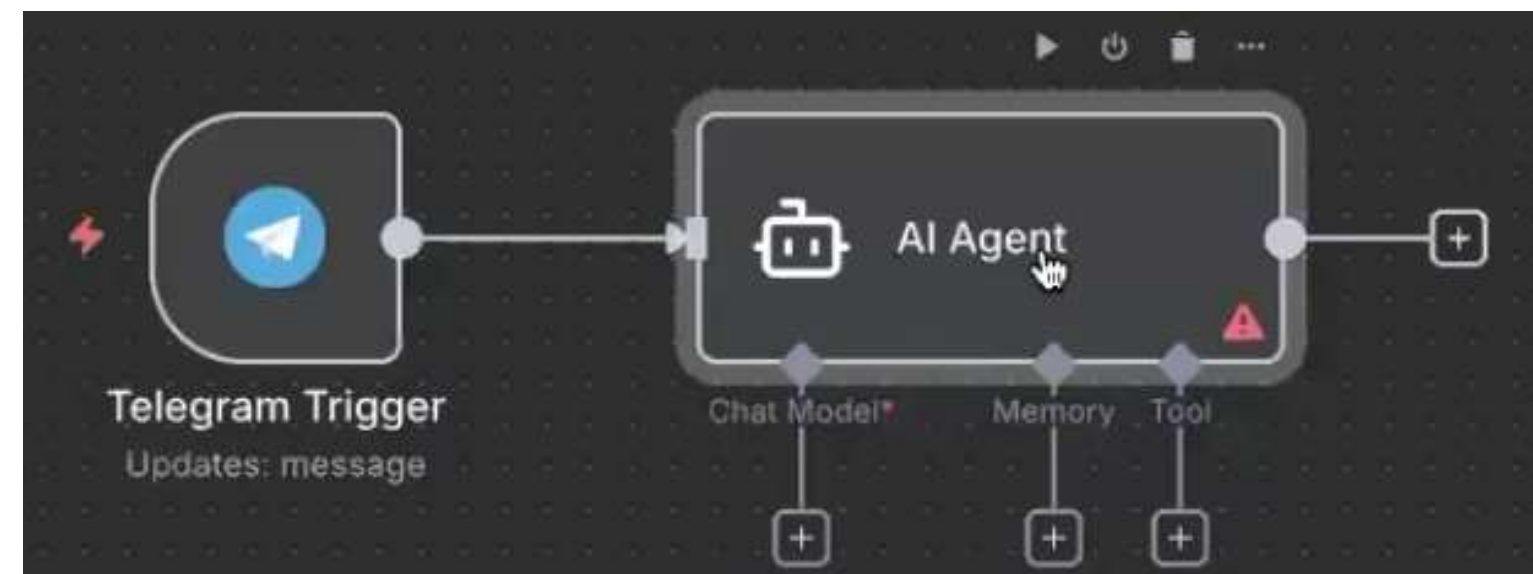 AI Agent
Telegram Trigger
Updates: message
Chat Model*
Memory
Tool